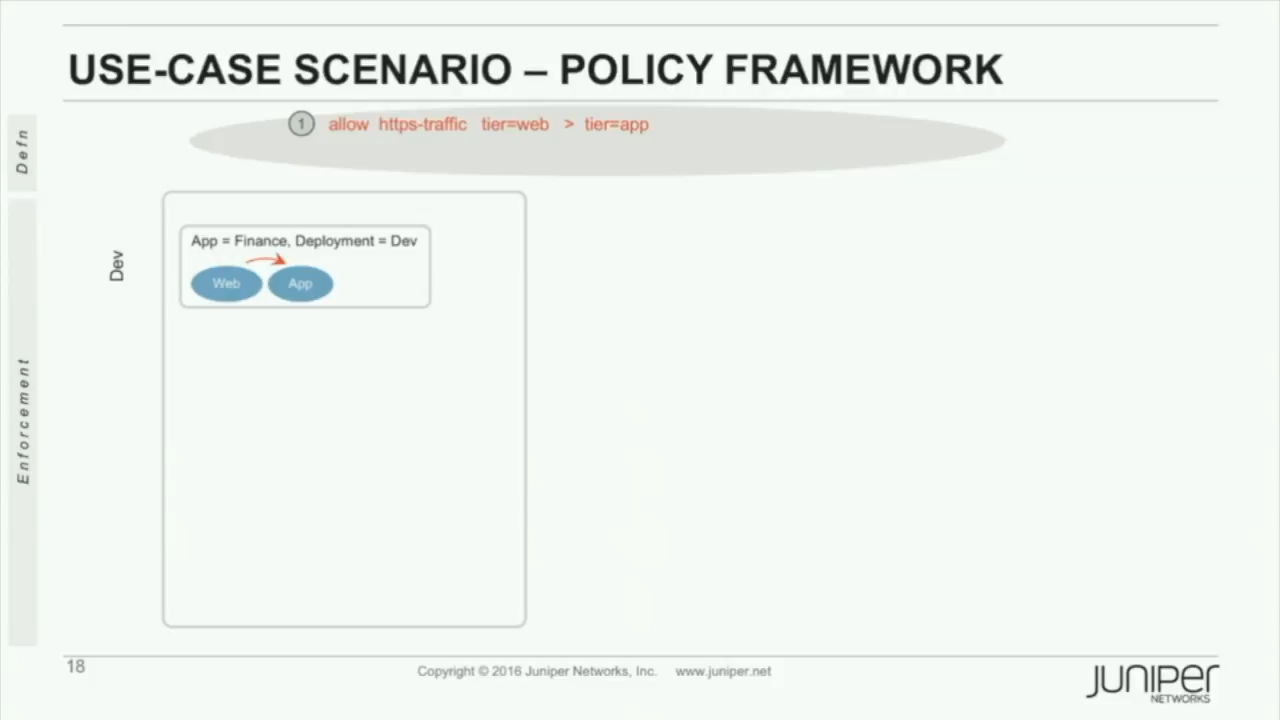 USE-CASE SCENARIO – POLICY FRAMEWORK
Defn
1 allow https-traffic tier=web > tier=app
Enforcement
Dev
App = Finance, Deployment = Dev
Web App
18
Copyright © 2016 Juniper Networks, Inc. www.juniper.net
JUNIPER
NETWORKS